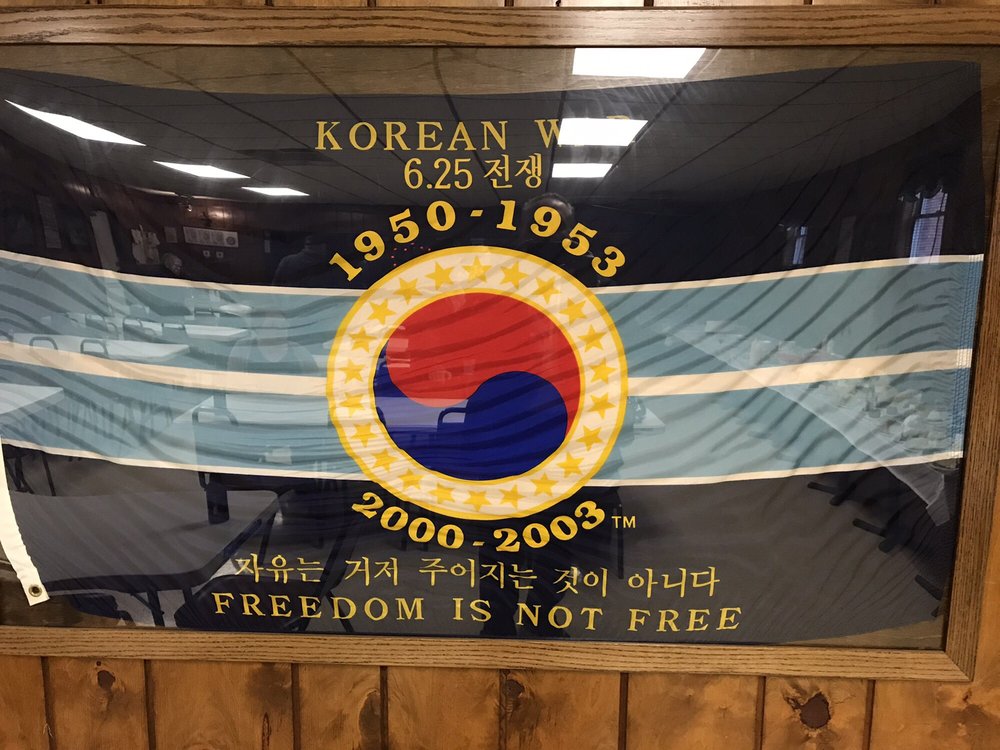 KOREAN WAR
6.25 전쟁
1950-1953
2000-2003™
자유는 거저 주어지는 것이 아니다
FREEDOM IS NOT FREE